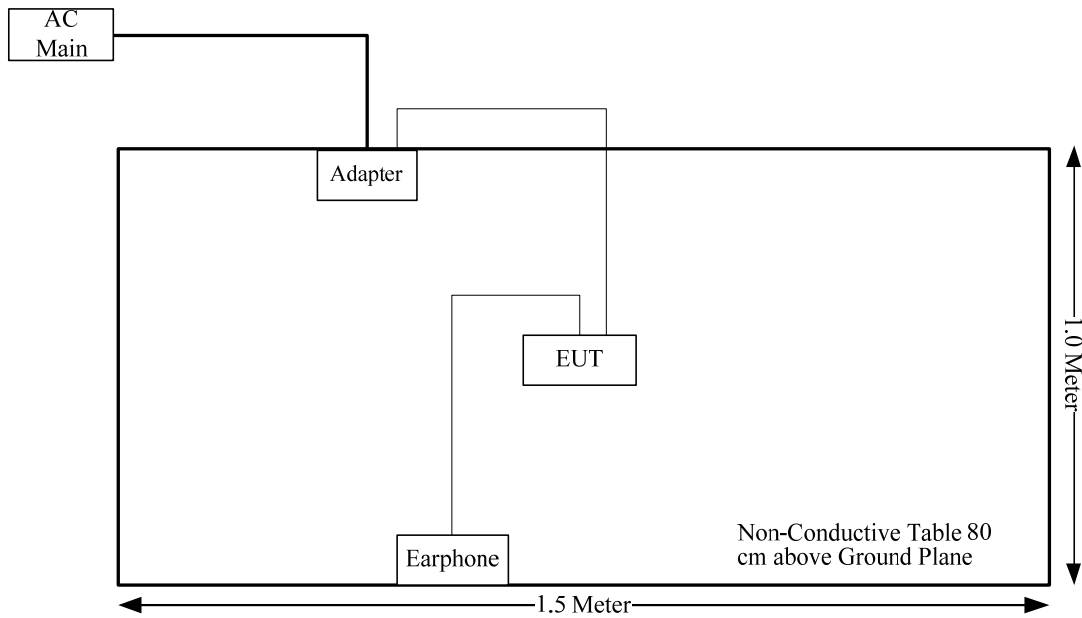 AC
Main
Adapter
EUT
1.0 Meter
Earphone
Non-Conductive Table 80
cm above Ground Plane
1.5 Meter